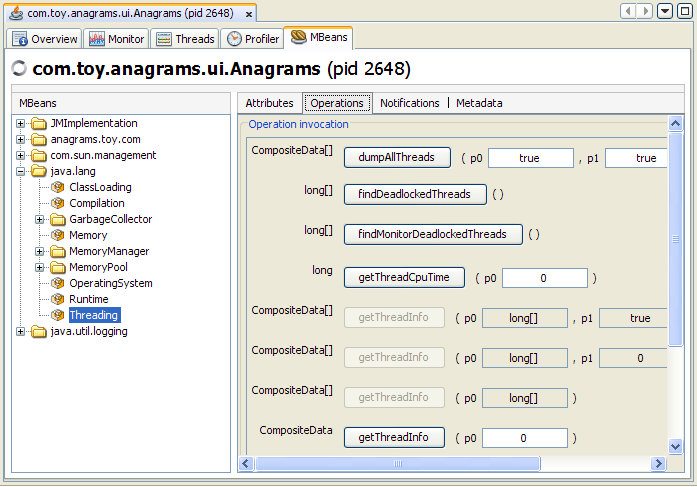 com.toy.anagrams.ui.Anagrams (pid 2648)
Overview Monitor Threads Profiler MBeans
com.toy.anagrams.ui.Anagrams (pid 2648)
MBeans
JMImplementation
anagrams.toy.com
com.sun.management
java.lang
ClassLoading
Compilation
GarbageCollector
Memory
MemoryManager
MemoryPool
OperatingSystem
Runtime
Threading
java.util.logging
Attributes Operations Notifications Metadata
Operation invocation
CompositeData[] dumpAllThreads ( p0 true , p1 true
long[] findDeadlockedThreads ( )
long[] findMonitorDeadlockedThreads ( )
long getThreadCpuTime ( p0 0 )
CompositeData[] getThreadInfo ( p0 long[] , p1 true
CompositeData[] getThreadInfo ( p0 long[] , p1 0
CompositeData[] getThreadInfo ( p0 long[] )
CompositeData getThreadInfo ( p0 0 )